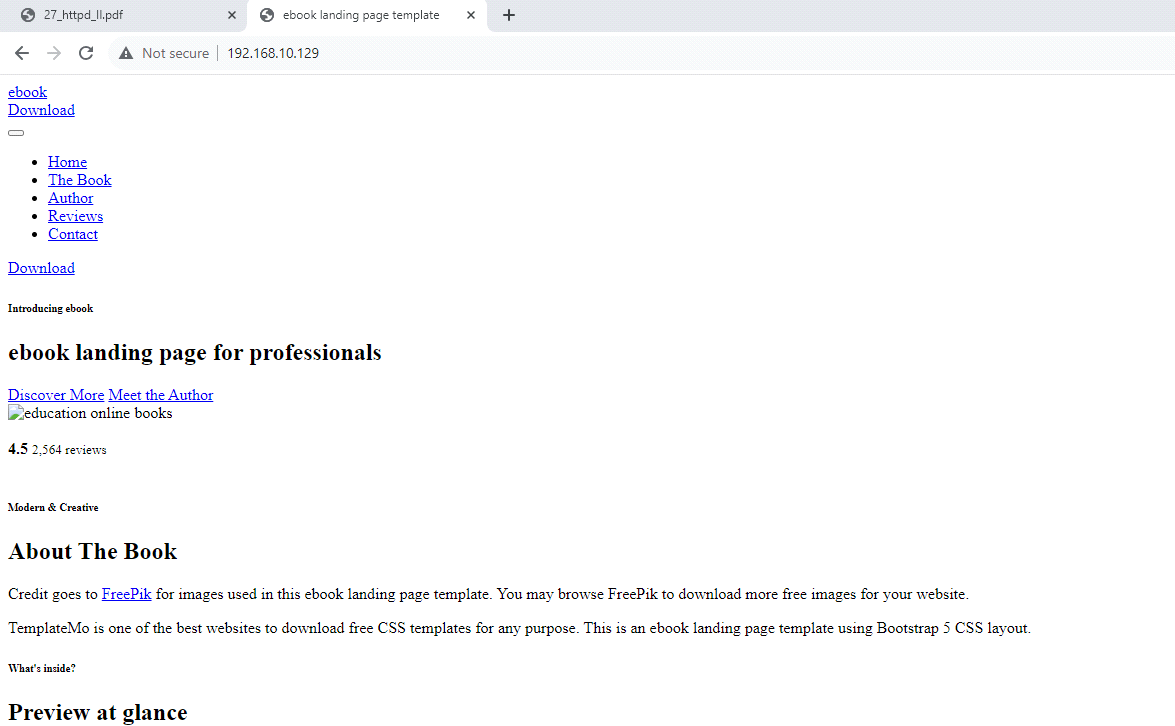 27_httpd_II.pdf
ebook landing page template
Not secure
192.168.10.129
ebook
Download
Home
The Book
Author
Reviews
Contact
Download
Introducing ebook
ebook landing page for professionals
Discover More Meet the Author
education online books
4.5 2,564 reviews
Modern & Creative
About The Book
Credit goes to FreePik for images used in this ebook landing page template. You may browse FreePik to download more free images for your website.
TemplateMo is one of the best websites to download free CSS templates for any purpose. This is an ebook landing page template using Bootstrap 5 CSS layout.
What's inside?
Preview at glance